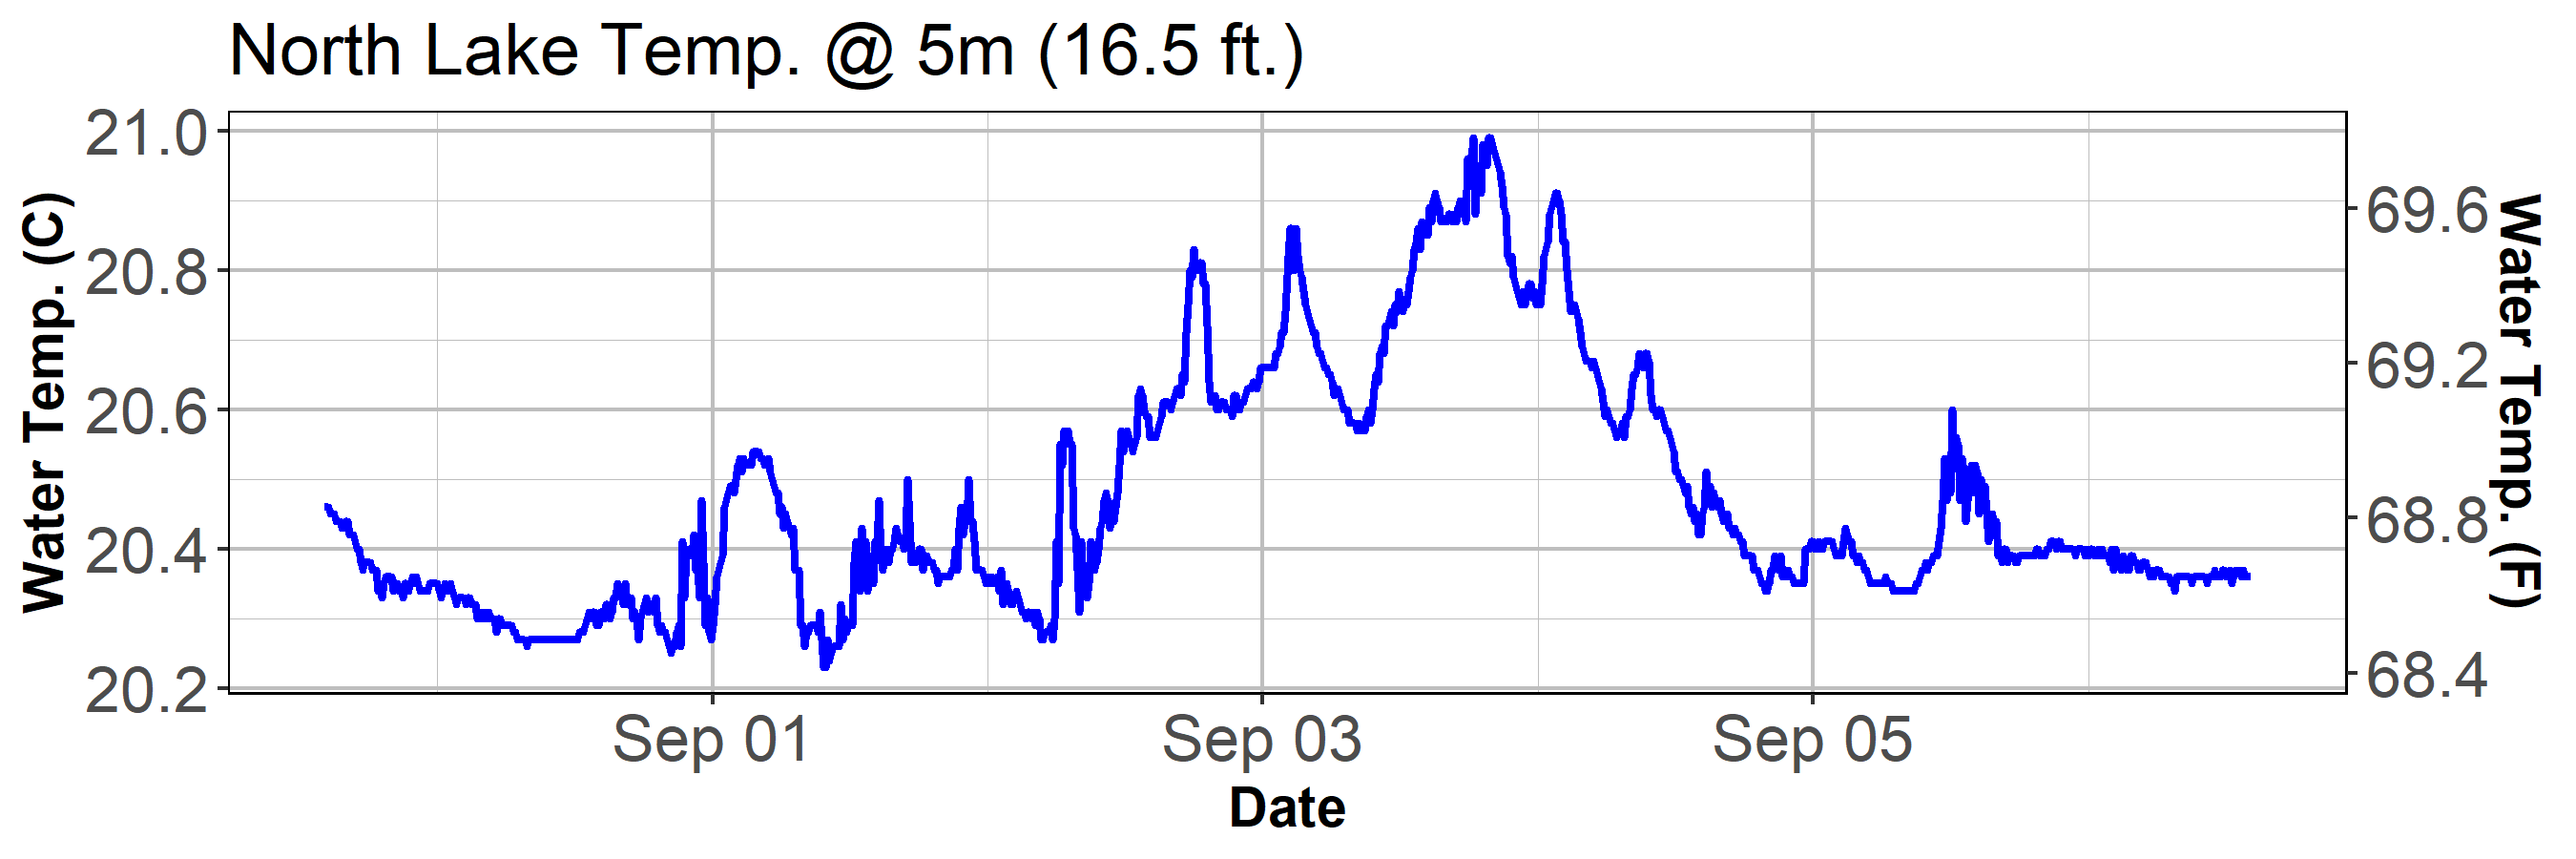 North Lake Temp. @ 5m (16.5 ft.)
Water Temp. (C)
21.0
20.8
20.6
20.4
20.2
69.6
69.2
68.8
68.4
Water Temp. (F)
Sep 01
Sep 03
Sep 05
Date